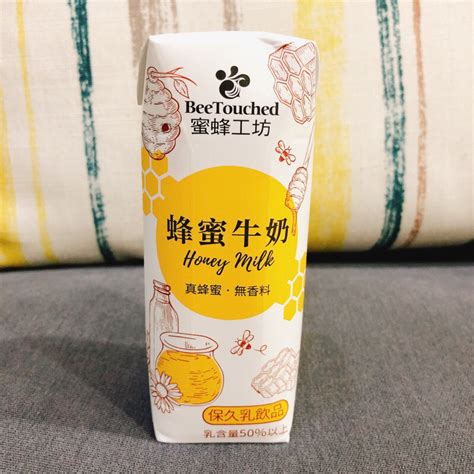 BeeTouched
蜜蜂工坊
蜂蜜牛奶
Honey Milk
真蜂蜜·無香料
保久乳飲品
乳含量50%以上